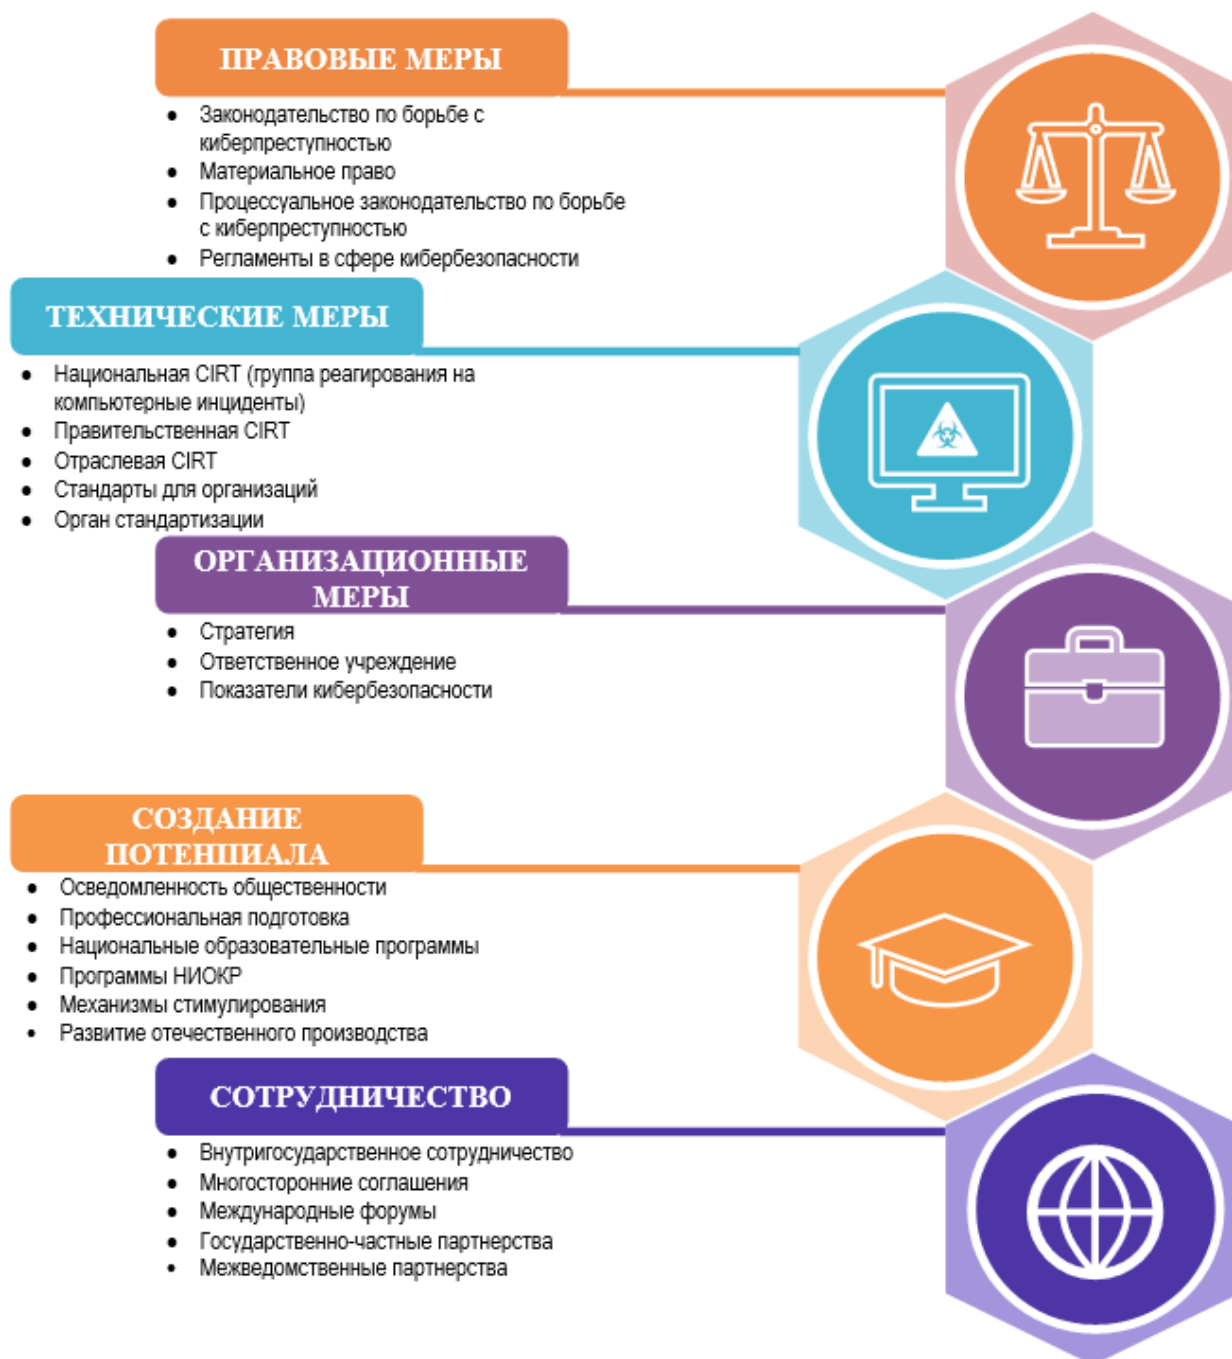 ПРАВОВЫЕ МЕРЫ
● Законодательство по борьбе с
киберпреступностью
● Материальное право
● Процессуальное законодательство по борьбе
с киберпреступностью
● Регламенты в сфере кибербезопасности
ТЕХНИЧЕСКИЕ МЕРЫ
● Национальная CIRT (группа реагирования на
компьютерные инциденты)
● Правительственная CIRT
● Отраслевая CIRT
● Стандарты для организаций
● Орган стандартизации
ОРГАНИЗАЦИОННЫЕ
МЕРЫ
● Стратегия
● Ответственное учреждение
● Показатели кибербезопасности
СОЗДАНИЕ
ПОТЕНЦИАЛА
● Осведомленность общественности
● Профессиональная подготовка
● Национальные образовательные программы
● Программы НИОКР
● Механизмы стимулирования
• Развитие отечественного производства
СОТРУДНИЧЕСТВО
● Внутригосударственное сотрудничество
● Многосторонние соглашения
● Международные форумы
● Государственно-частные партнерства
• Межведомственные партнерства